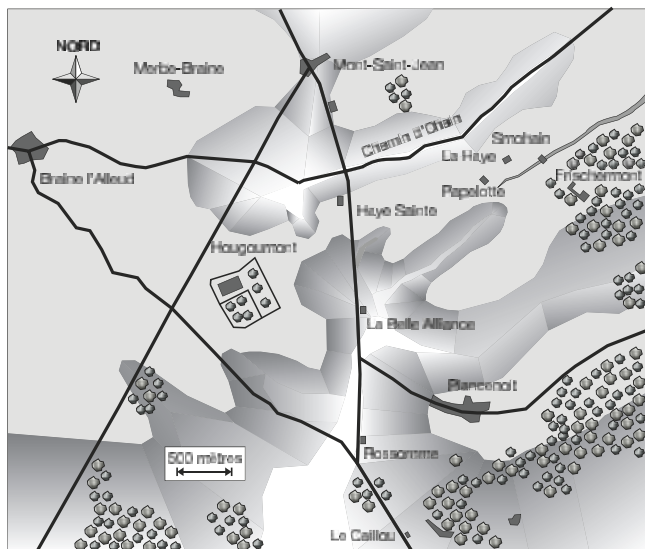 NORD
Merbe-Braine
Mont-Saint-Jean
Chemin d'Ohain
Smohain
La Haye
Braine l'Alleud
Papelotte
Frischermont
Haye Sainte
Hougoumont
La Belle Alliance
Plancenoit
Rossomme
500 mètres
Le Caillou